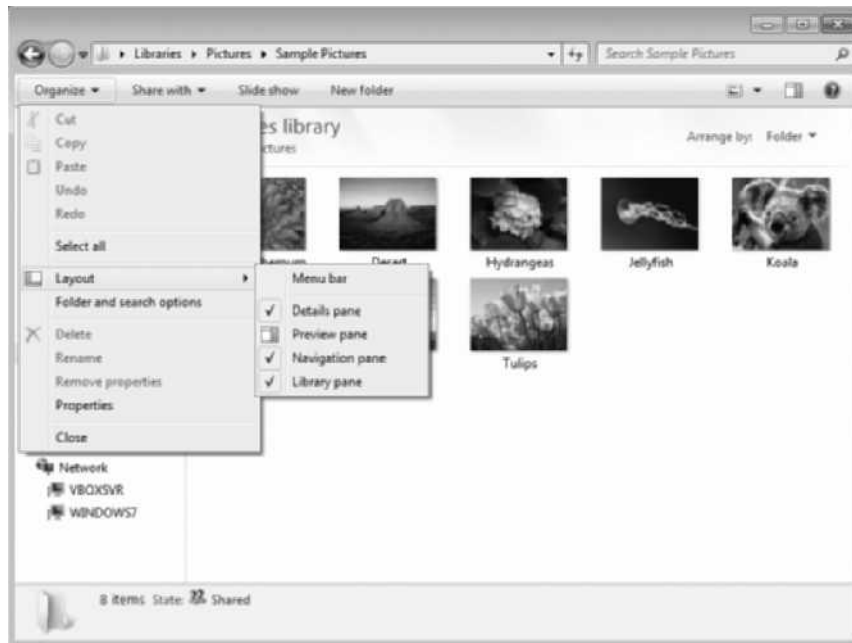 Libraries ▸ Pictures ▸ Sample Pictures
Search Sample Pictures
Organize
Share with
Slide show
New folder
es library
ctures
Arrange by: Folder
Cut
Copy
Paste
Undo
Redo
Select all
Layout
Folder and search options
Delete
Rename
Remove properties
Properties
Close
Menu bar
Details pane
Preview pane
Navigation pane
Library pane
Desert
Hydrangeas
Jellyfish
Koala
Tulips
Network
VBOXSVR
WINDOWS7
8 items State: Shared